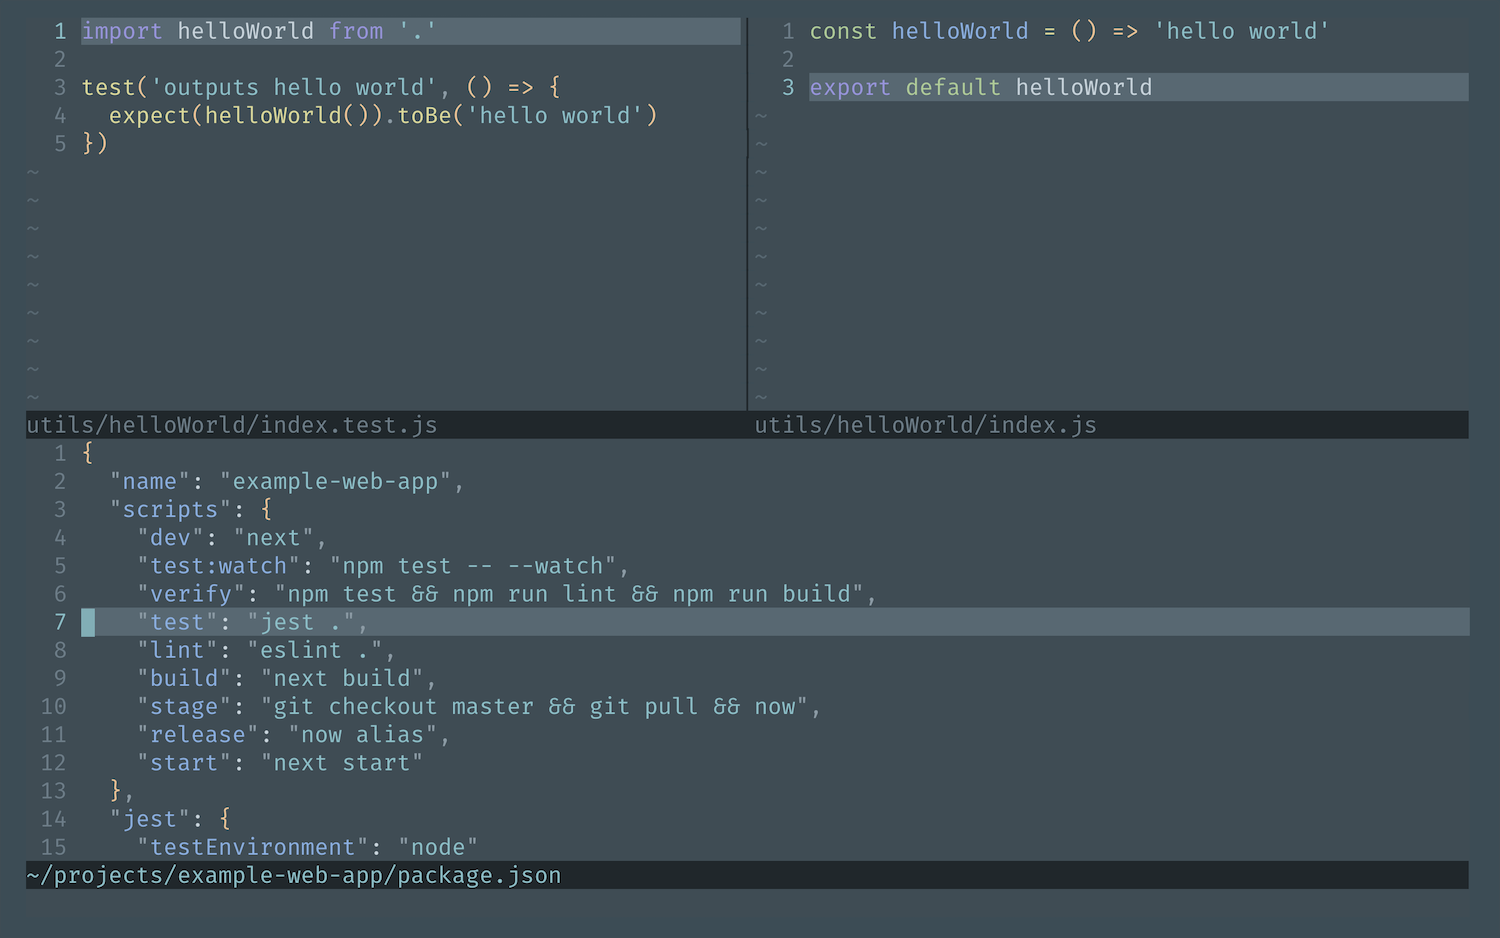 1 import helloWorld from '.'
2
3 test('outputs hello world', () => {
4   expect(helloWorld()).toBe('hello world')
5 })
~
~
~
~
~
~
~
~
~
utils/helloWorld/index.test.js
1 const helloWorld = () => 'hello world'
2
3 export default helloWorld
~
~
~
~
~
~
~
~
~
~
~
utils/helloWorld/index.js
1 {
2   "name": "example-web-app",
3   "scripts": {
4     "dev": "next",
5     "test:watch": "npm test -- --watch",
6     "verify": "npm test && npm run lint && npm run build",
7     "test": "jest .",
8     "lint": "eslint .",
9     "build": "next build",
10     "stage": "git checkout master && git pull && now",
11     "release": "now alias",
12     "start": "next start"
13   },
14   "jest": {
15     "testEnvironment": "node"
~/projects/example-web-app/package.json